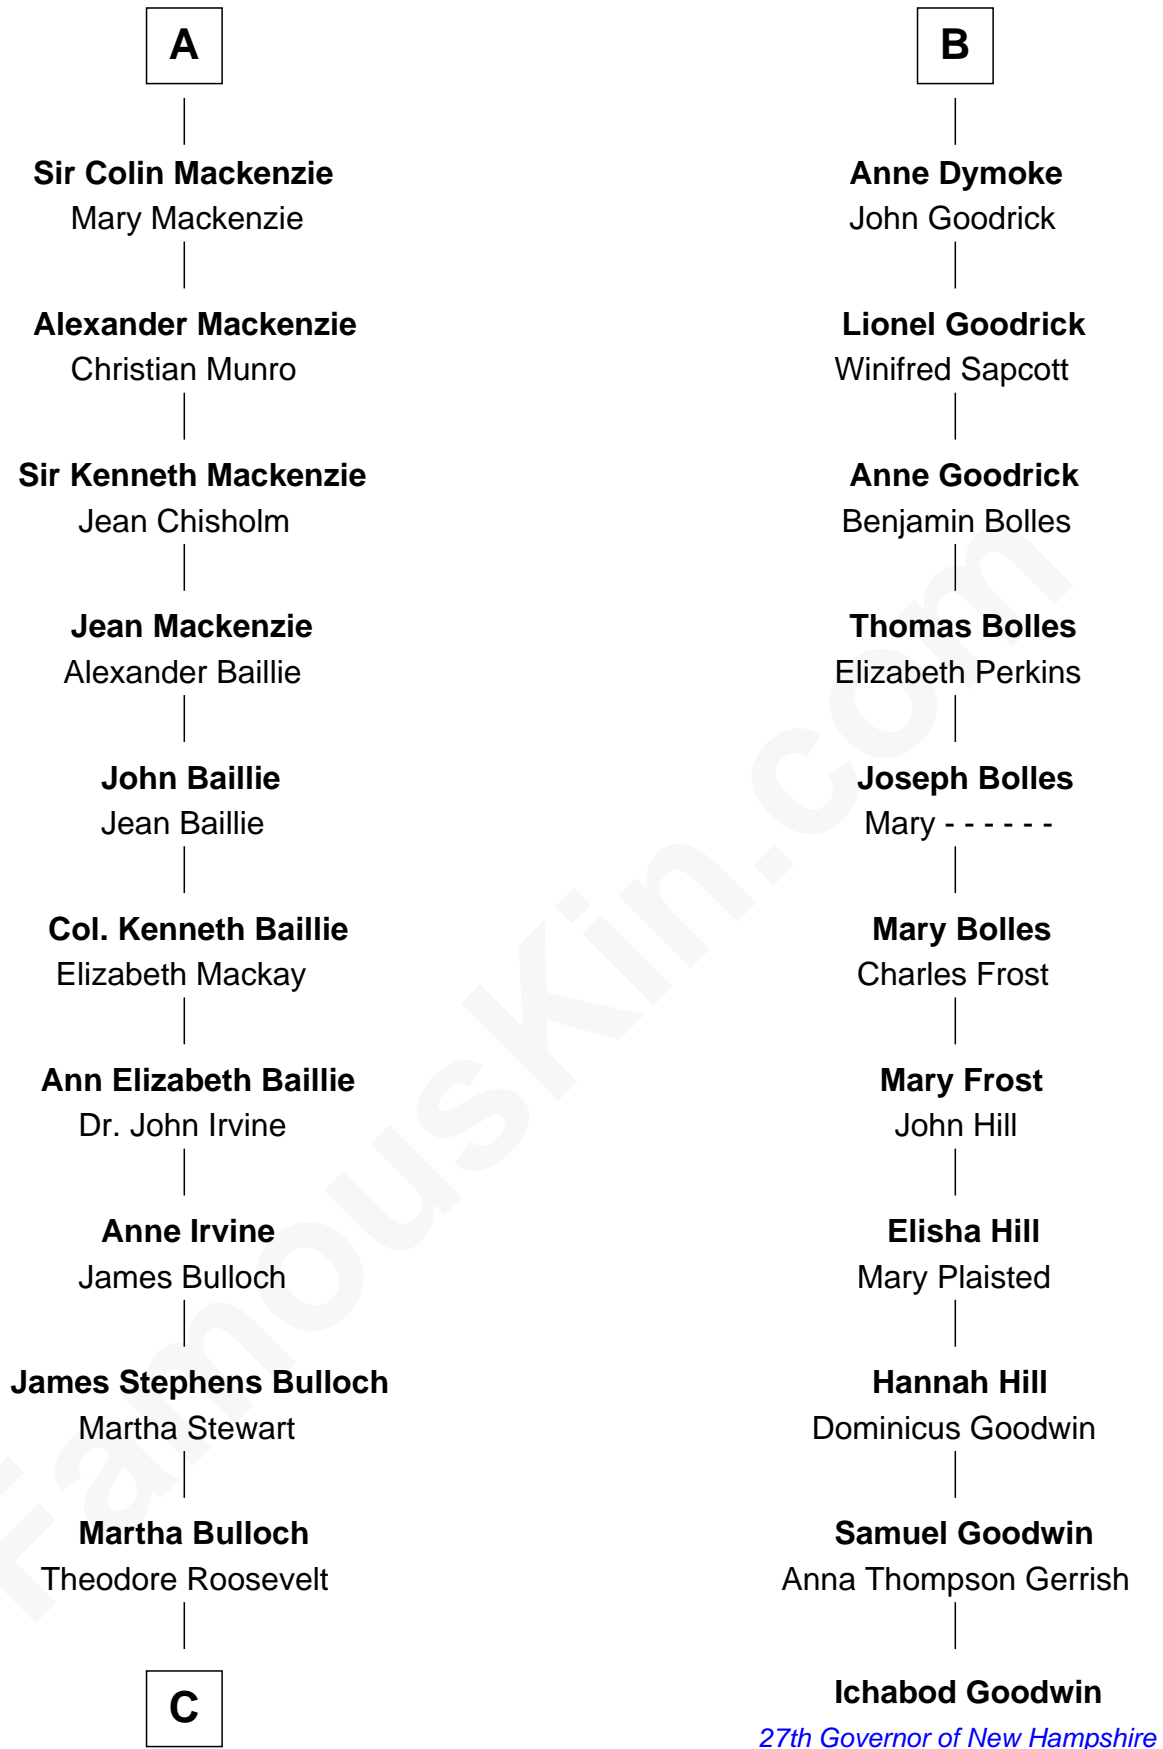 A
Sir Colin Mackenzie
Mary Mackenzie
Alexander Mackenzie
Christian Munro
Sir Kenneth Mackenzie
Jean Chisholm
Jean Mackenzie
Alexander Baillie
John Baillie
Jean Baillie
Col. Kenneth Baillie
Elizabeth Mackay
Ann Elizabeth Baillie
Dr. John Irvine
Anne Irvine
James Bulloch
James Stephens Bulloch
Martha Stewart
Martha Bulloch
Theodore Roosevelt
C
B
Anne Dymoke
John Goodrick
Lionel Goodrick
Winifred Sapcott
Anne Goodrick
Benjamin Bolles
Thomas Bolles
Elizabeth Perkins
Joseph Bolles
Mary - - - - - -
Mary Bolles
Charles Frost
Mary Frost
John Hill
Elisha Hill
Mary Plaisted
Hannah Hill
Dominicus Goodwin
Samuel Goodwin
Anna Thompson Gerrish
Ichabod Goodwin
27th Governor of New Hampshire
FamousKin.com